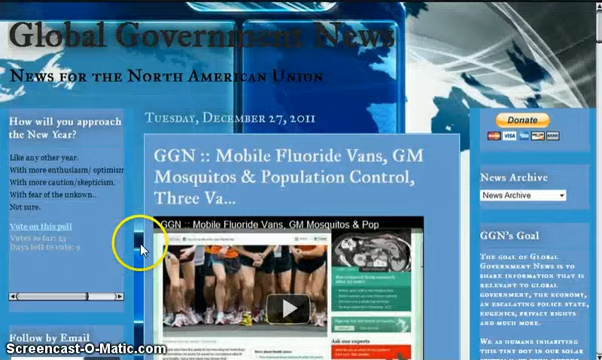 Global Government News
News for the North American Union
How will you approach
the New Year?
Like any other year.
With more enthusiasm/ optimism
With more caution/skepticism.
With fear of the unkown..
Not sure.
Vote on this poll
Votes so far: 23
Days left to vote: 9
Follow by Email
Tuesday, December 27, 2011
GGN :: Mobile Fluoride Vans, GM
Mosquitos & Population Control,
Three Va...
GGN :: Mobile Fluoride Vans, GM Mosquitos & Pop
Ask use experts
Donate
VISA
News Archive
News Archive
GGN's Goal
The goal of Global
Government News is to
share information that is
relevant to global
government, the economy,
an escalating police state,
eugenics, privacy rights
and much more.
We as humans inhabiting
this tiny dot in our solar
Screencast-O-Matic.com